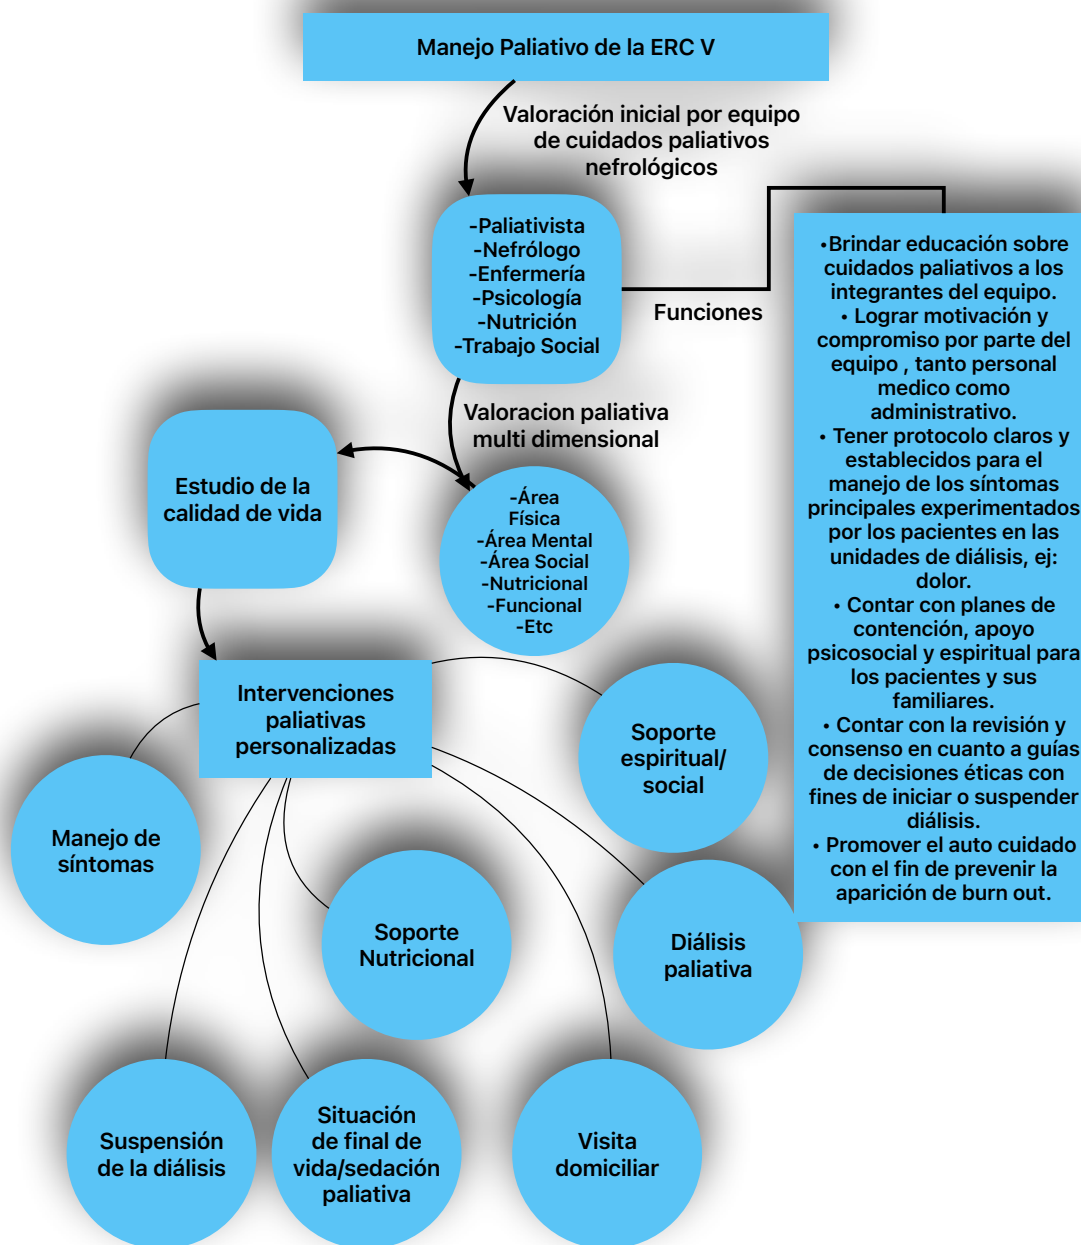 Manejo Paliativo de la ERC V
Valoración inicial por equipo
de cuidados paliativos
nefrológicos
-Paliativista
-Nefrólogo
-Enfermería
-Psicología
-Nutrición
-Trabajo Social
Funciones
•Brindar educación sobre
cuidados paliativos a los
integrantes del equipo.
• Lograr motivación y
compromiso por parte del
equipo , tanto personal
medico como
administrativo.
• Tener protocolo claros y
establecidos para el
manejo de los síntomas
principales experimentados
por los pacientes en las
unidades de diálisis, ej:
dolor.
• Contar con planes de
contención, apoyo
psicosocial y espiritual para
los pacientes y sus
familiares.
• Contar con la revisión y
consenso en cuanto a guías
de decisiones éticas con
fines de iniciar o suspender
diálisis.
• Promover el auto cuidado
con el fin de prevenir la
aparición de burn out.
Valoracion paliativa
multi dimensional
-Área
Física
-Área Mental
-Área Social
-Nutricional
-Funcional
-Etc
Estudio de la
calidad de vida
Intervenciones
paliativas
personalizadas
Soporte
espiritual/
social
Manejo de
síntomas
Soporte
Nutricional
Diálisis
paliativa
Suspensión
de la diálisis
Situación
de final de
vida/sedación
paliativa
Visita
domiciliar